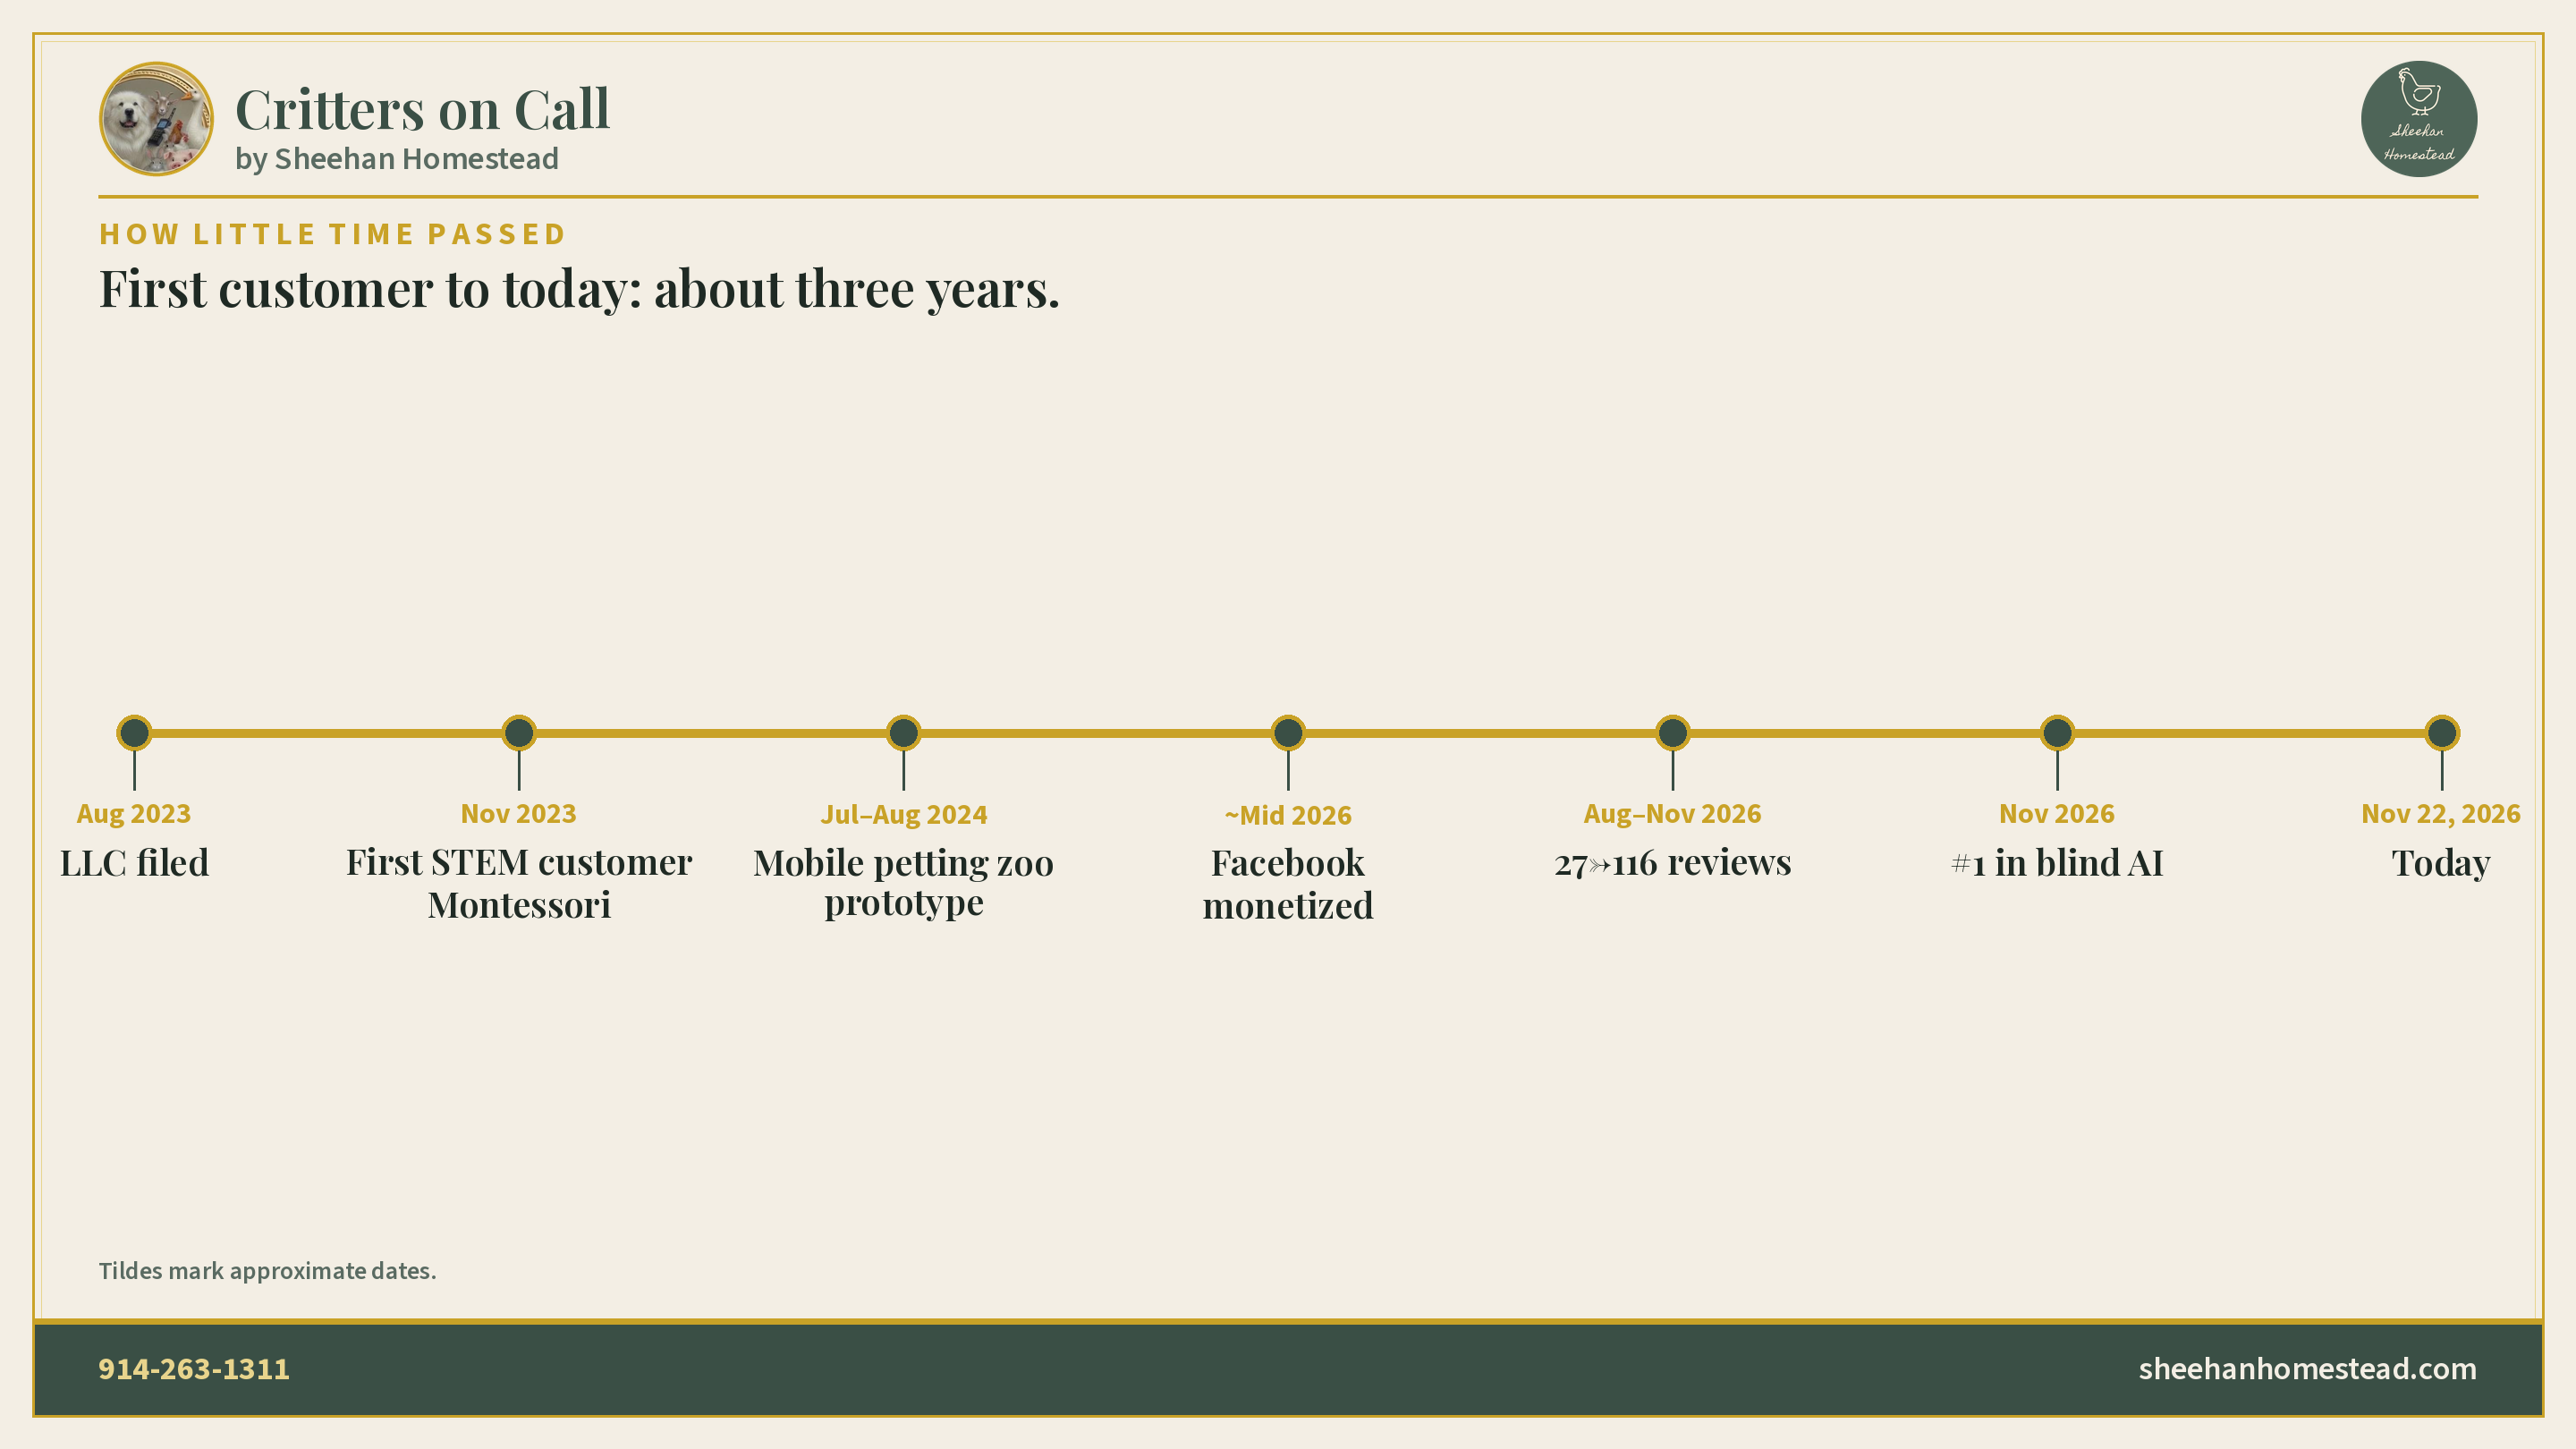 Critters on Call
by Sheehan Homestead
Sheehan
Homestead
HOW LITTLE TIME PASSED
First customer to today: about three years.
Aug 2023
LLC filed
Nov 2023
First STEM customer
Montessori
Jul–Aug 2024
Mobile petting zoo
prototype
~Mid 2026
Facebook
monetized
Aug–Nov 2026
27→116 reviews
Nov 2026
#1 in blind AI
Nov 22, 2026
Today
Tildes mark approximate dates.
914-263-1311
sheehanhomestead.com